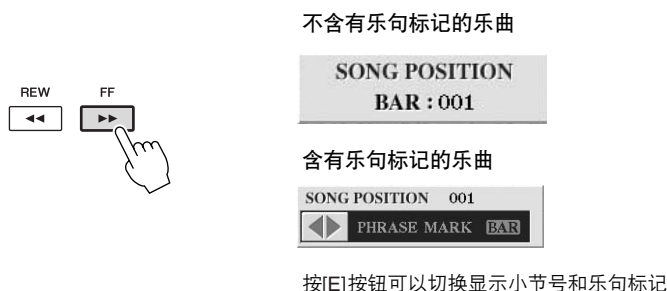 不含有乐句标记的乐曲
SONG POSITION
BAR : 001
REW FF
含有乐句标记的乐曲
SONG POSITION 001
PHRASE MARK BAR
按[E]按钮可以切换显示小节号和乐句标记